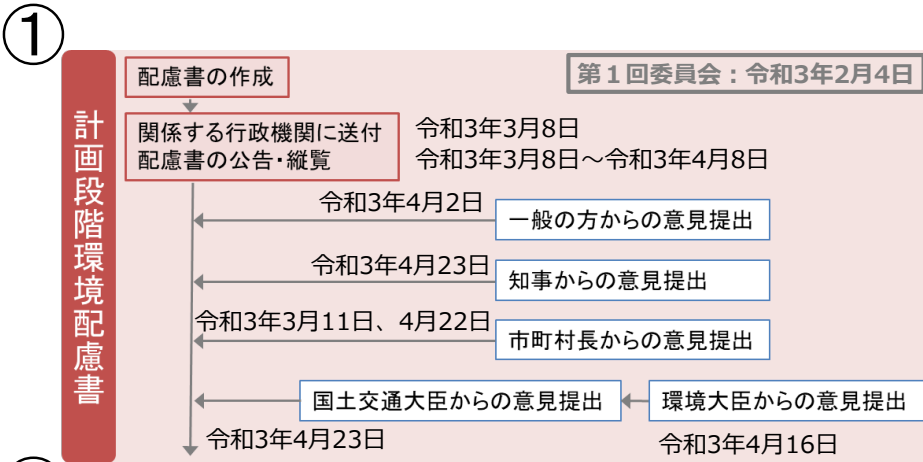 ①
計画段階環境配慮書
配慮書の作成
第1回委員会：令和3年2月4日
関係する行政機関に送付
配慮書の公告・縦覧
令和3年3月8日
令和3年3月8日～令和3年4月8日
令和3年4月2日
一般の方からの意見提出
令和3年4月23日
知事からの意見提出
令和3年3月11日、4月22日
市町村長からの意見提出
国土交通大臣からの意見提出
環境大臣からの意見提出
令和3年4月23日
令和3年4月16日